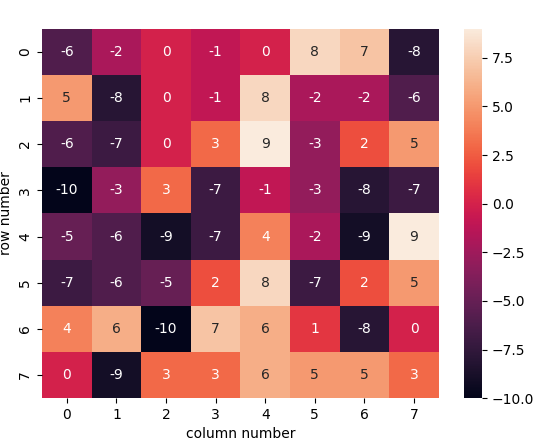 0 -6 -2 0 -1 0 8 7 -8
1 5 -8 0 -1 8 -2 -2 -6
2 -6 -7 0 3 9 -3 2 5
3 -10 -3 3 -7 -1 -3 -8 -7
4 -5 -6 -9 -7 4 -2 -9 9
5 -7 -6 -5 2 8 -7 2 5
6 4 6 -10 7 6 1 -8 0
7 0 -9 3 3 6 5 5 3
0 1 2 3 4 5 6 7
column number
row number
7.5
5.0
2.5
0.0
−2.5
−5.0
−7.5
−10.0